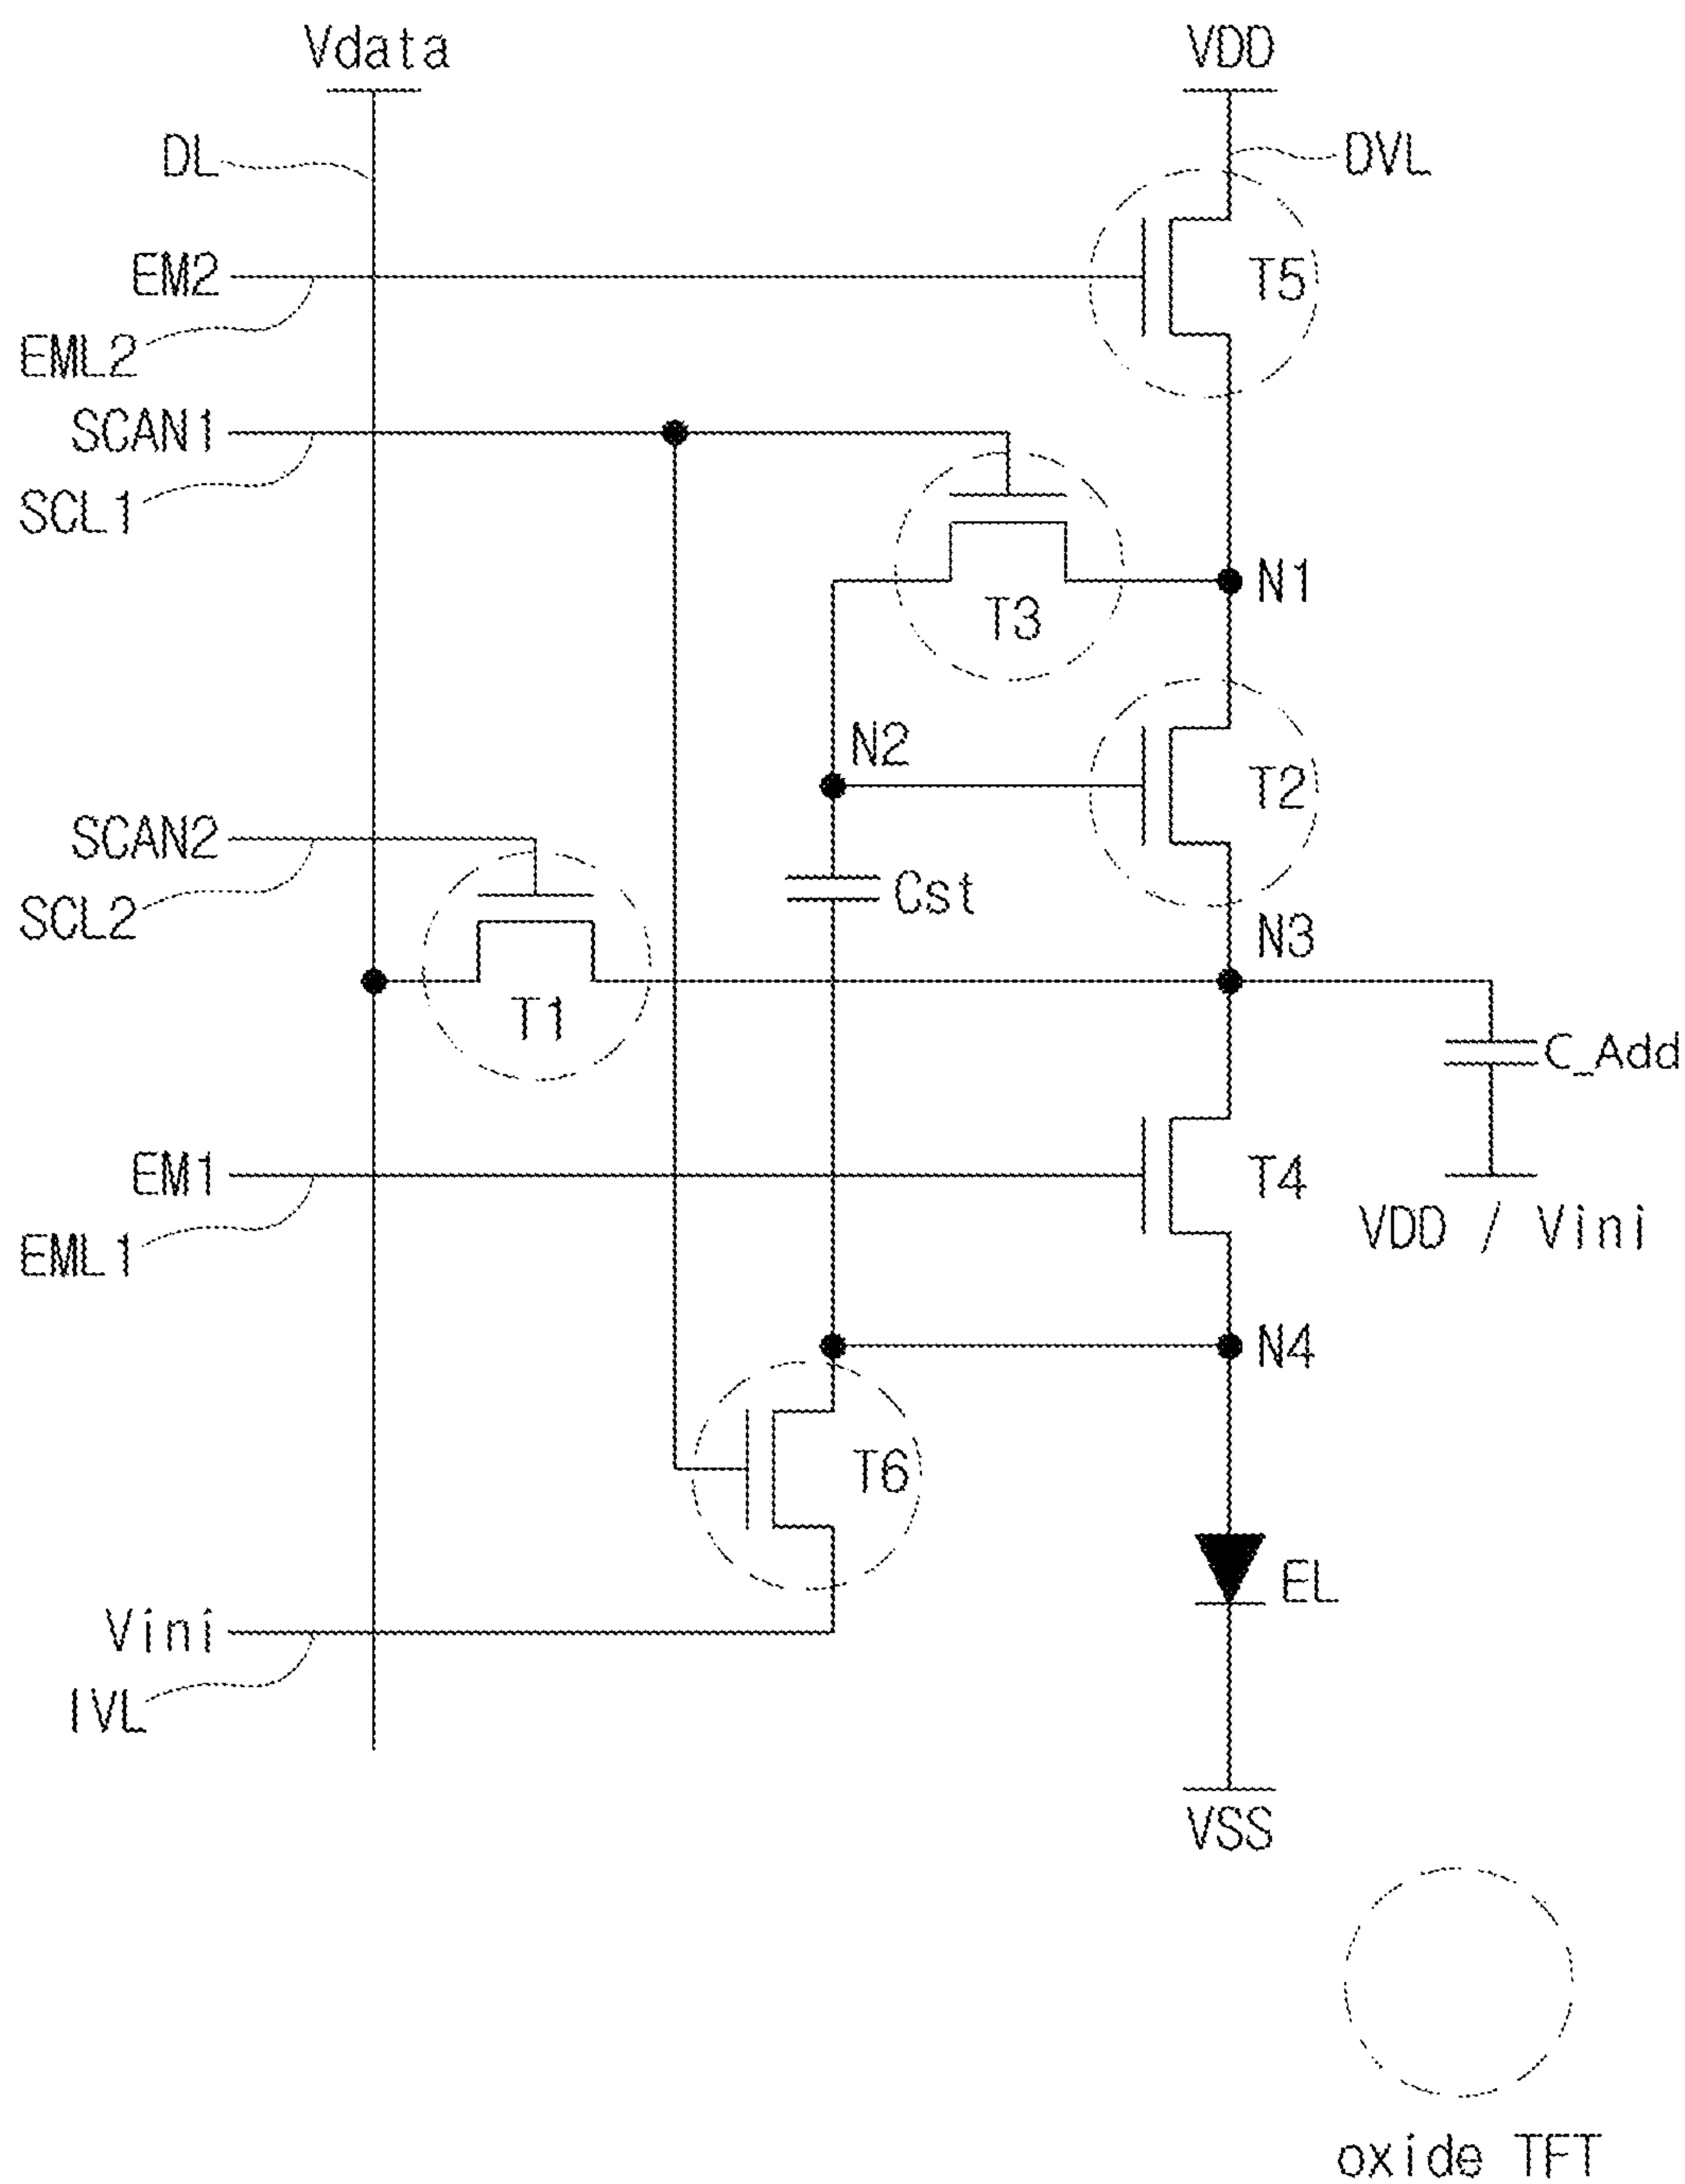 Vdata
VDD
DL
DVL
EM2
T5
EML2
SCAN1
SCL1
N1
T3
N2
T2
SCAN2
Cst
SCL2
N3
T1
C_Add
EM1
T4
VDD / Vini
EML1
N4
T6
EL
Vini
IVL
VSS
oxide TFT